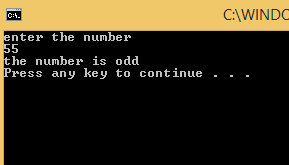 C:\WINDO
enter the number
55
the number is odd
Press any key to continue . . .